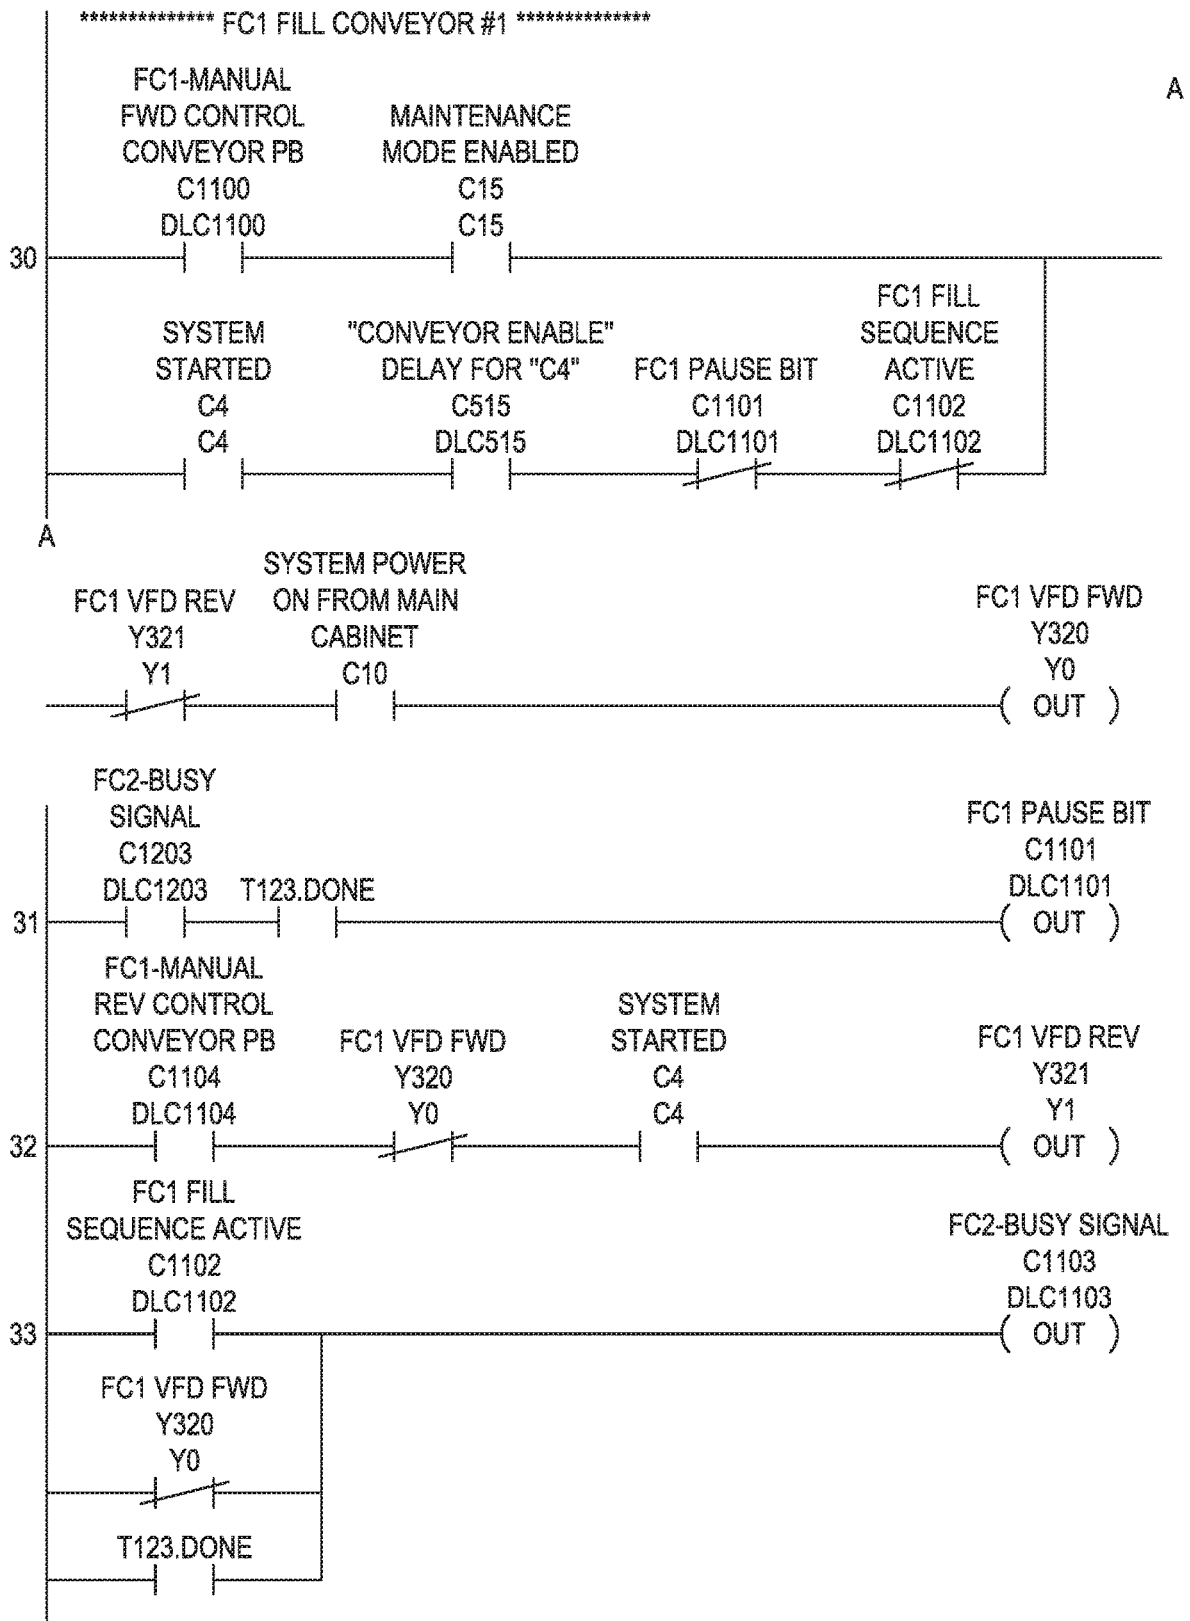 ************** FC1 FILL CONVEYOR #1 **************
A
FC1-MANUAL
FWD CONTROL
CONVEYOR PB
C1100
DLC1100
MAINTENANCE
MODE ENABLED
C15
C15
30
SYSTEM
STARTED
C4
C4
"CONVEYOR ENABLE"
DELAY FOR "C4"
C515
DLC515
FC1 PAUSE BIT
C1101
DLC1101
FC1 FILL
SEQUENCE
ACTIVE
C1102
DLC1102
A
FC1 VFD REV
Y321
Y1
SYSTEM POWER
ON FROM MAIN
CABINET
C10
FC1 VFD FWD
Y320
Y0
( OUT )
FC2-BUSY
SIGNAL
C1203
DLC1203
T123.DONE
FC1 PAUSE BIT
C1101
DLC1101
31
( OUT )
FC1-MANUAL
REV CONTROL
CONVEYOR PB
C1104
DLC1104
FC1 VFD FWD
Y320
Y0
SYSTEM
STARTED
C4
C4
FC1 VFD REV
Y321
Y1
32
( OUT )
FC1 FILL
SEQUENCE ACTIVE
C1102
DLC1102
FC2-BUSY SIGNAL
C1103
DLC1103
33
( OUT )
FC1 VFD FWD
Y320
Y0
T123.DONE